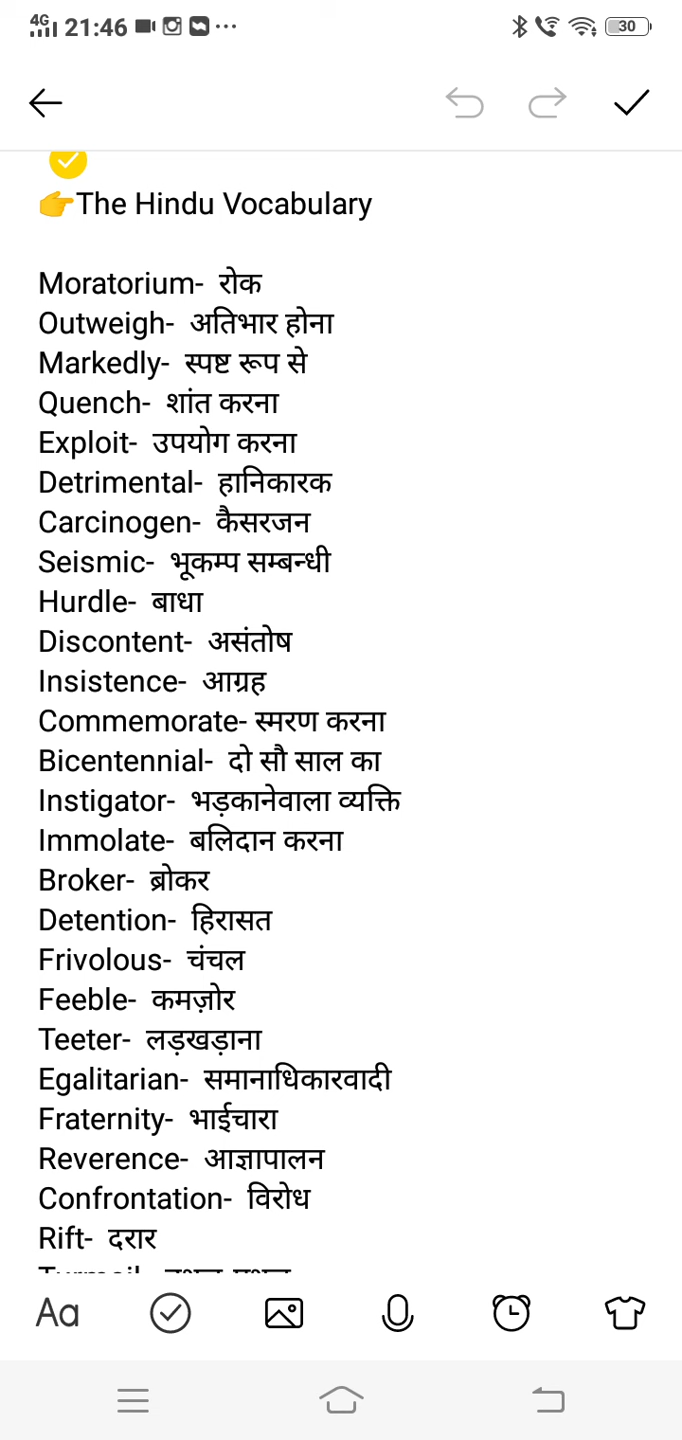 4G 21:46 30
👉The Hindu Vocabulary
Moratorium- रोक
Outweigh- अतिभार होना
Markedly- स्पष्ट रूप से
Quench- शांत करना
Exploit- उपयोग करना
Detrimental- हानिकारक
Carcinogen- कैसरजन
Seismic- भूकम्प सम्बन्धी
Hurdle- बाधा
Discontent- असंतोष
Insistence- आग्रह
Commemorate- स्मरण करना
Bicentennial- दो सौ साल का
Instigator- भड़कानेवाला व्यक्ति
Immolate- बलिदान करना
Broker- ब्रोकर
Detention- हिरासत
Frivolous- चंचल
Feeble- कमज़ोर
Teeter- लड़खड़ाना
Egalitarian- समानाधिकारवादी
Fraternity- भाईचारा
Reverence- आज्ञापालन
Confrontation- विरोध
Rift- दरार
Aa